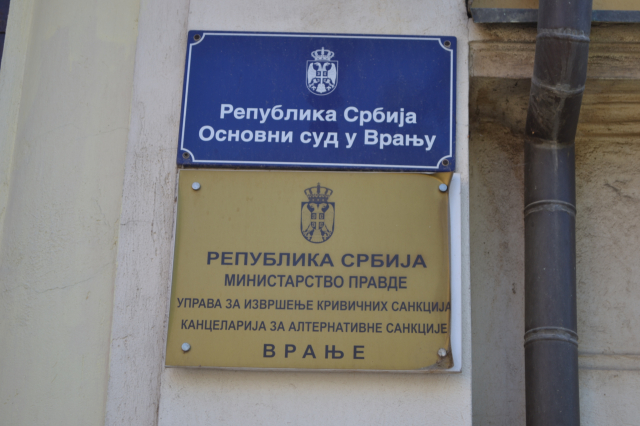 Република Србија
Основни суд у Врању
РЕПУБЛИКА СРБИЈА
МИНИСТАРСТВО ПРАВДЕ
УПРАВА ЗА ИЗВРШЕЊЕ КРИВИЧНИХ САНКЦИЈА
КАНЦЕЛАРИЈА ЗА АЛТЕРНАТИВНЕ САНКЦИЈЕ
ВРАЊЕ